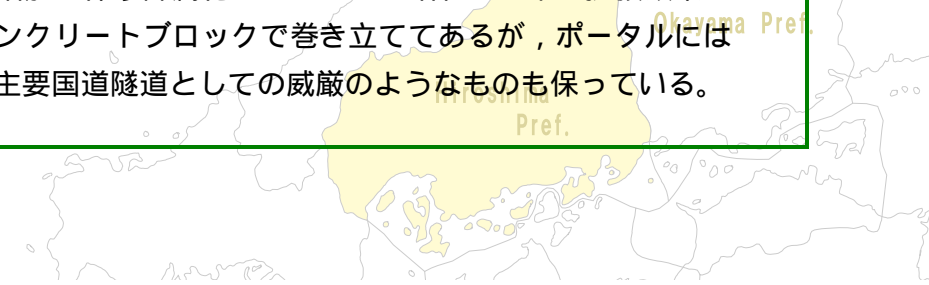 ンクリートブロックで巻き立ててあるが，ポータルには
主要国道隧道としての威厳のようなものも保っている。
Okayama Pref.
Hiroshima
Pref.